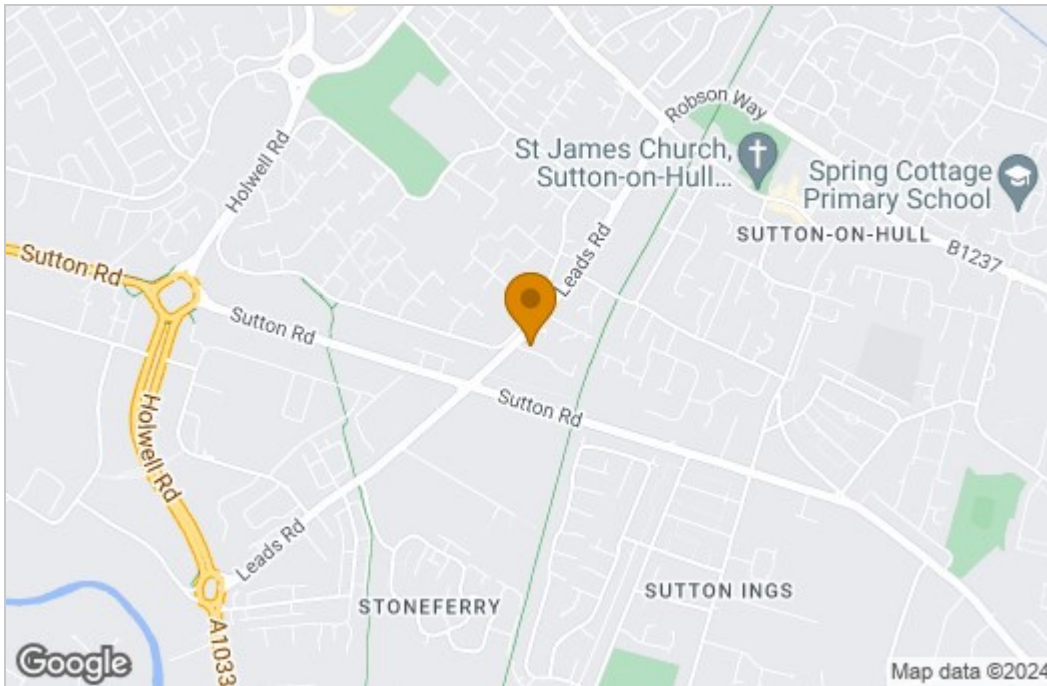 Robson Way
St James Church,
Sutton-on-Hull...
Spring Cottage
Primary School
Holwell Rd
SUTTON-ON-HULL
Sutton Rd
Leads Rd
B1237
Sutton Rd
Sutton Rd
Holwell Rd
Leads Rd
STONEFERRY
SUTTON INGS
A1033
Google
Map data ©2024